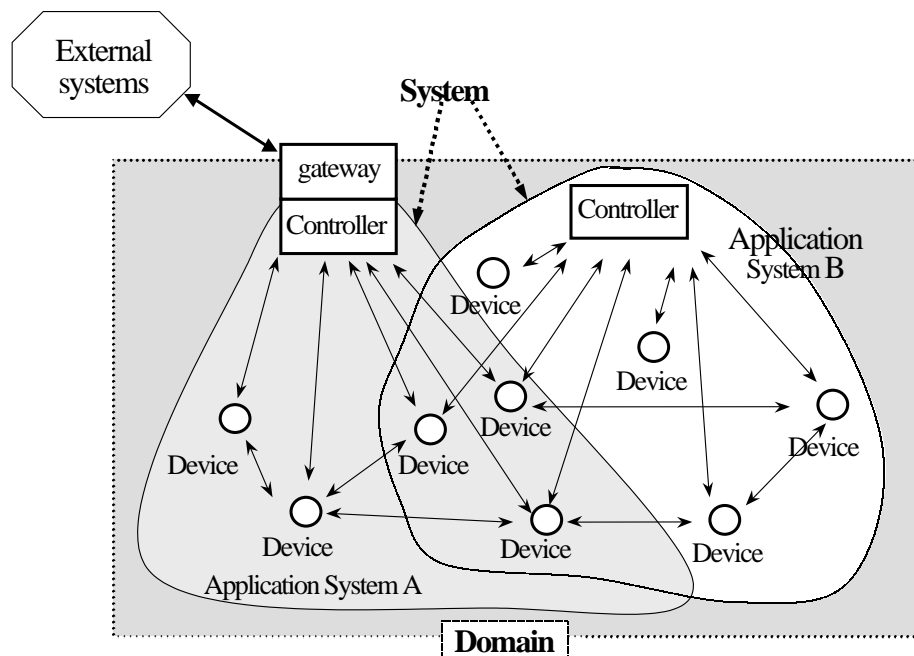 External
systems
System
gateway
Controller
Controller
Application
System B
Device
Device
Device
Device
Device
Device
Device
Device
Device
Application System A
Domain